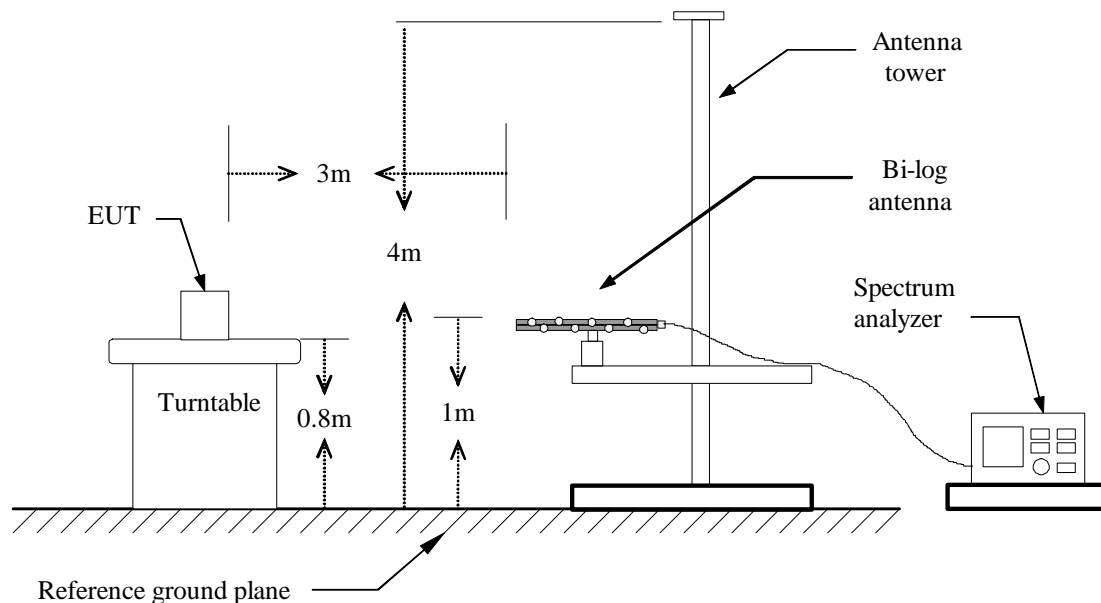 Antenna
tower
3m
Bi-log
antenna
EUT
4m
Spectrum
analyzer
Turntable
0.8m
1m
Reference ground plane